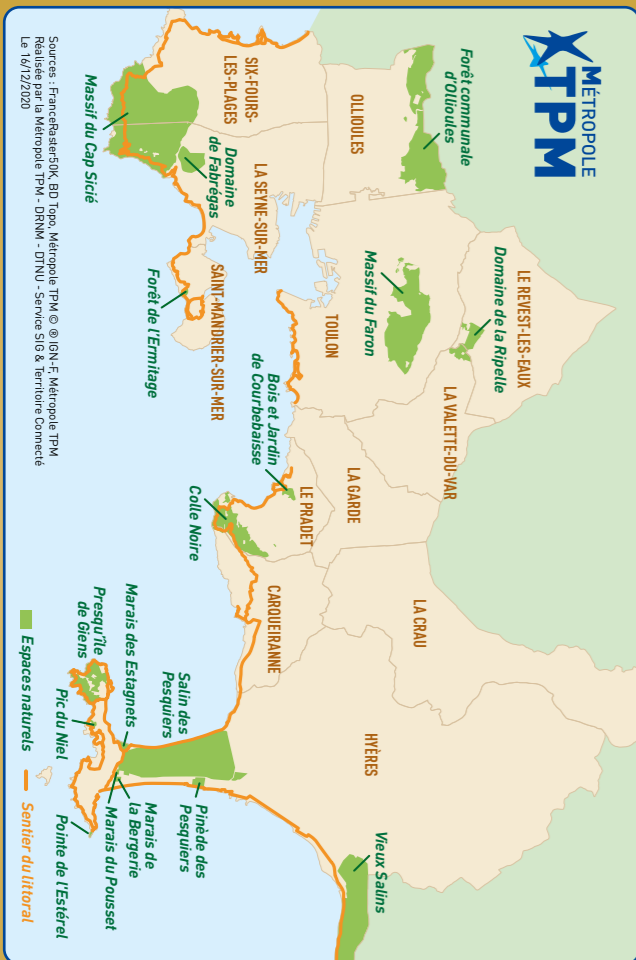 MÉTROPOLE
TPM
Forêt communale
d'Ollioules
OLLIOULES
SIX-FOURS-
LES-PLAGES
LA SEYNE-SUR-MER
Domaine
de Fabrégas
Massif du Cap Sicié
SAINT-MANDRIER-SUR-MER
Forêt de l'Ermitage
LE REVEST-LES-EAUX
Domaine de la Ripelle
Massif du Faron
TOULON
LA VALETTE-DU-VAR
LA GARDE
LE PRADET
Bois et Jardin
de Courbebaisse
Colle Noire
CARQUEIRANNE
LA CRAU
HYÈRES
Vieux Salins
Salin des
Pesquiers
Pinède des
Pesquiers
Marais des Estagnets
Marais de
la Bergerie
Marais du Pousset
Presqu'île
de Giens
Pic du Niel
Pointe de l'Estérel
Espaces naturels
Sentier du littoral
Sources : FranceRaster50K, BD Topo, Métropole TPM © ® IGN-F, Métropole TPM
Réalisée par la Métropole TPM - DRNM - DTNU - Service SIG & Territoire Connecté
Le 16/12/2020